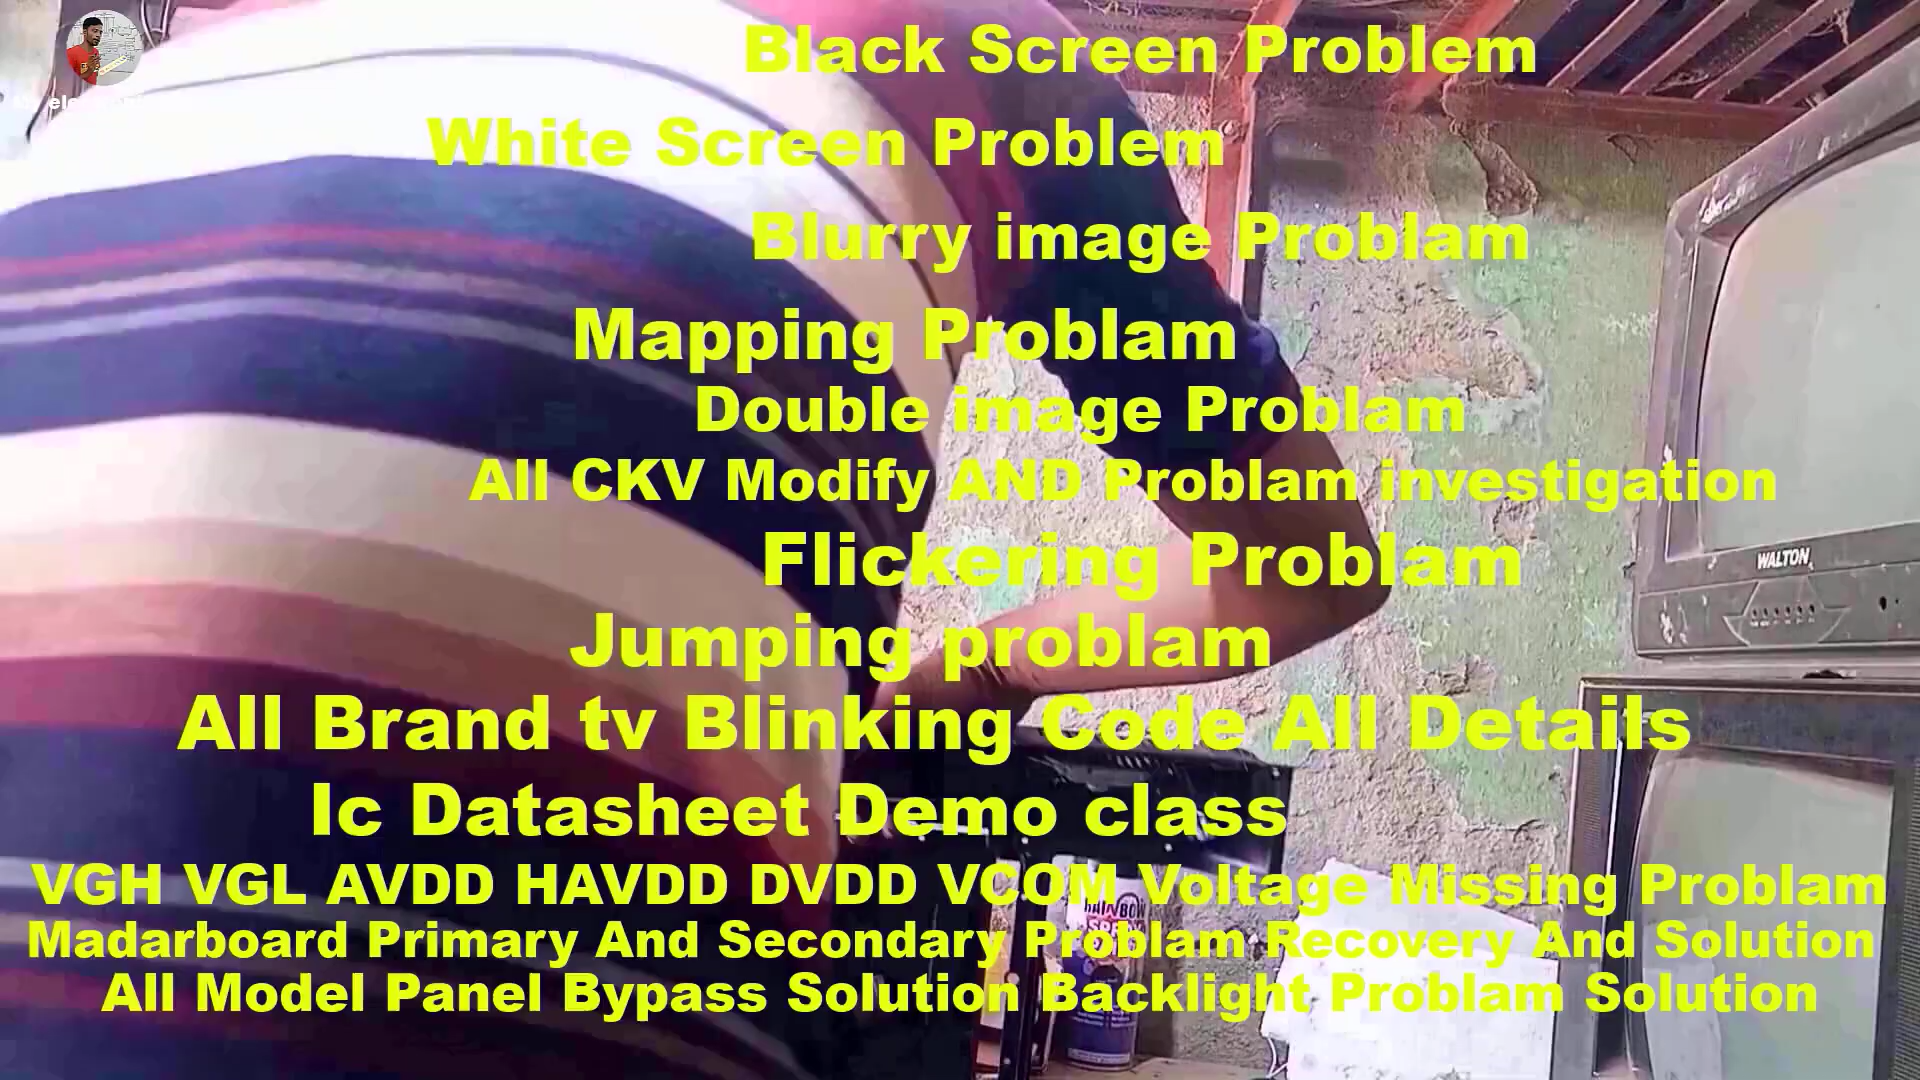 Black Screen Problem
White Screen Problem
Blurry image Problam
Mapping Problam
Double image Problam
All CKV Modify AND Problam investigation
Flickering Problam
Jumping problam
All Brand tv Blinking Code All Details
Ic Datasheet Demo class
VGH VGL AVDD HAVDD DVDD VCOM Voltage Missing Problam
Madarboard Primary And Secondary Problam Recovery And Solution
All Model Panel Bypass Solution Backlight Problam Solution
WALTON
RAINBOW